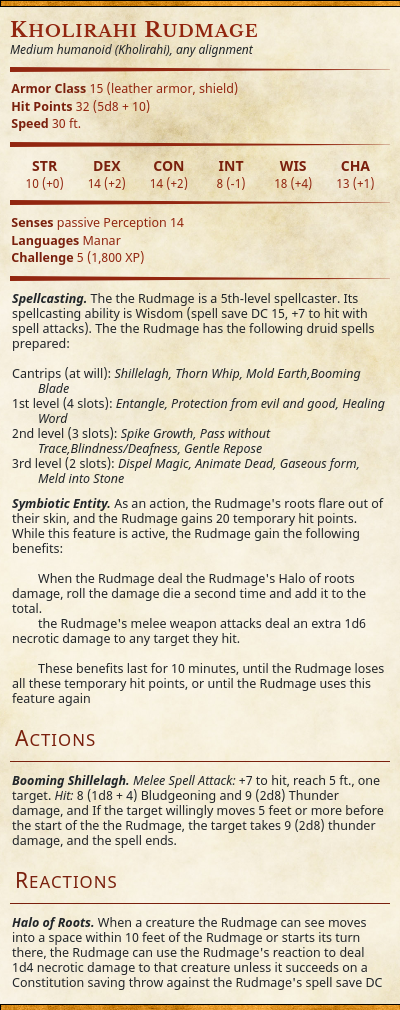 Kholirahi Rudmage
Medium humanoid (Kholirahi), any alignment
Armor Class 15 (leather armor, shield)
Hit Points 32 (5d8 + 10)
Speed 30 ft.
STR DEX CON INT WIS CHA
10 (+0) 14 (+2) 14 (+2) 8 (-1) 18 (+4) 13 (+1)
Senses passive Perception 14
Languages Manar
Challenge 5 (1,800 XP)
Spellcasting. The the Rudmage is a 5th-level spellcaster. Its
spellcasting ability is Wisdom (spell save DC 15, +7 to hit with
spell attacks). The the Rudmage has the following druid spells
prepared:
Cantrips (at will): Shillelagh, Thorn Whip, Mold Earth,Booming
Blade
1st level (4 slots): Entangle, Protection from evil and good, Healing
Word
2nd level (3 slots): Spike Growth, Pass without
Trace,Blindness/Deafness, Gentle Repose
3rd level (2 slots): Dispel Magic, Animate Dead, Gaseous form,
Meld into Stone
Symbiotic Entity. As an action, the Rudmage's roots flare out of
their skin, and the Rudmage gains 20 temporary hit points.
While this feature is active, the Rudmage gain the following
benefits:
When the Rudmage deal the Rudmage's Halo of roots
damage, roll the damage die a second time and add it to the
total.
the Rudmage's melee weapon attacks deal an extra 1d6
necrotic damage to any target they hit.
These benefits last for 10 minutes, until the Rudmage loses
all these temporary hit points, or until the Rudmage uses this
feature again
Actions
Booming Shillelagh. Melee Spell Attack: +7 to hit, reach 5 ft., one
target. Hit: 8 (1d8 + 4) Bludgeoning and 9 (2d8) Thunder
damage, and If the target willingly moves 5 feet or more before
the start of the the Rudmage, the target takes 9 (2d8) thunder
damage, and the spell ends.
Reactions
Halo of Roots. When a creature the Rudmage can see moves
into a space within 10 feet of the Rudmage or starts its turn
there, the Rudmage can use the Rudmage's reaction to deal
1d4 necrotic damage to that creature unless it succeeds on a
Constitution saving throw against the Rudmage's spell save DC